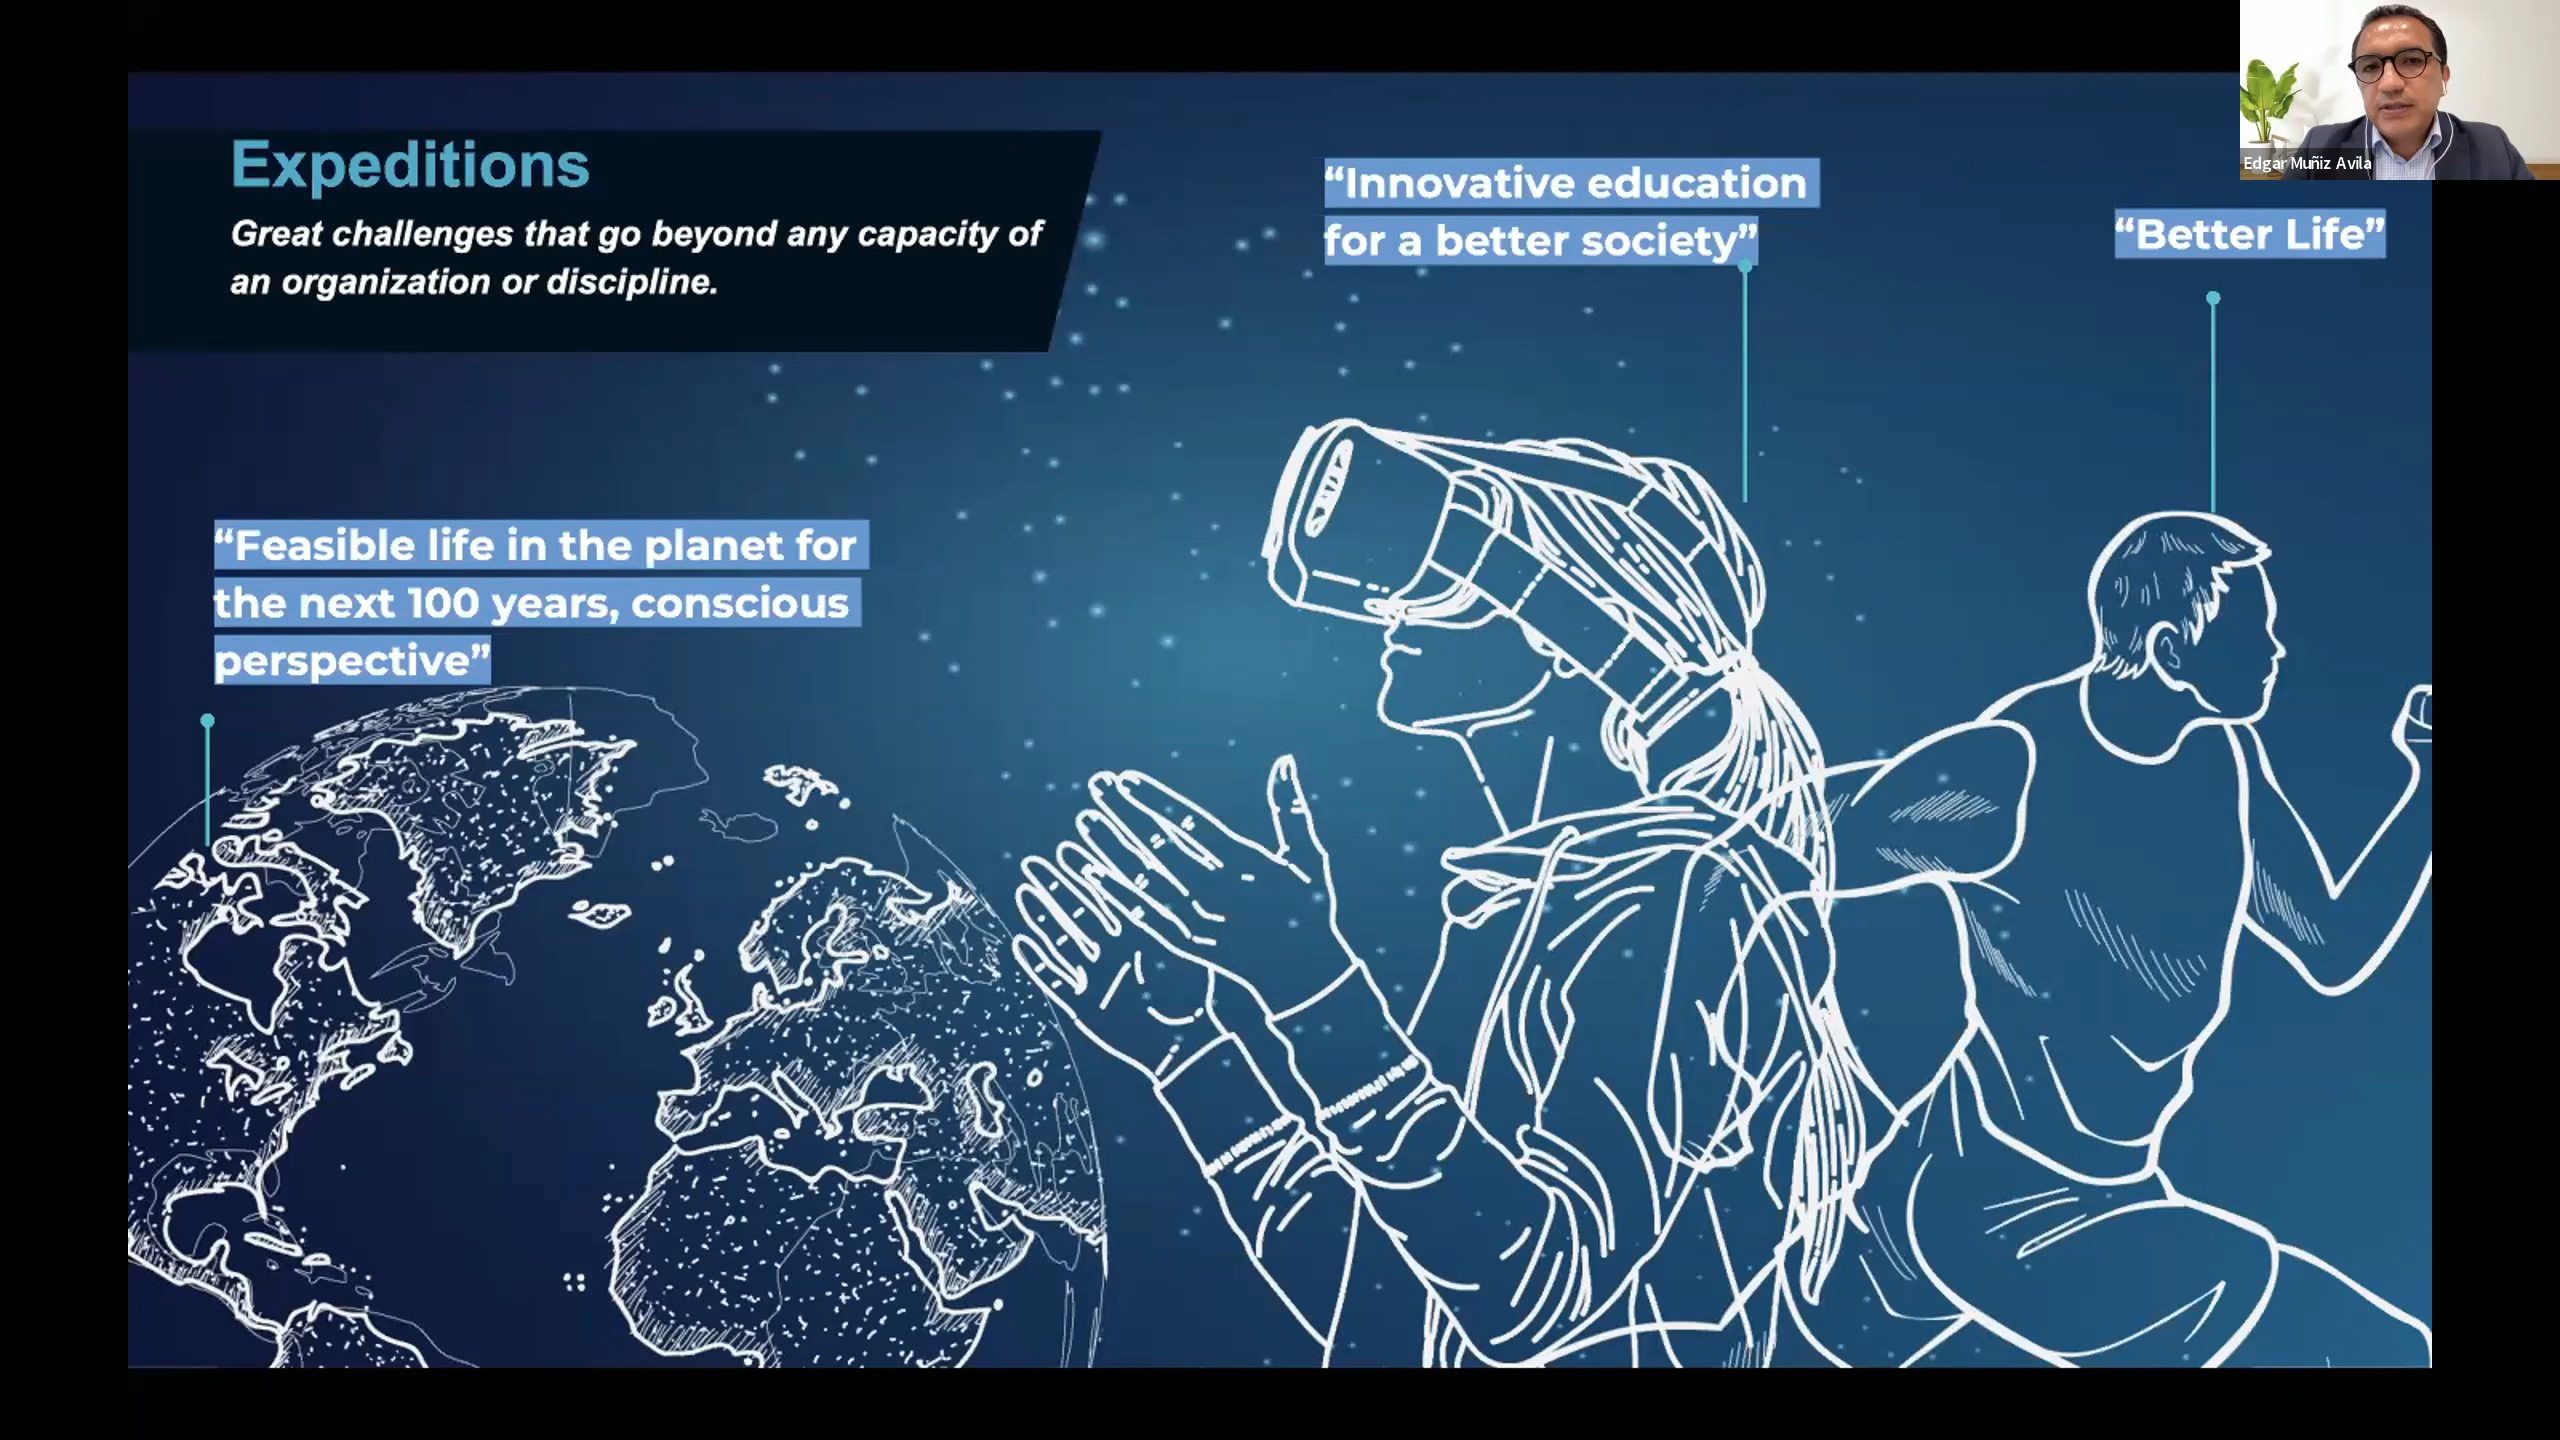 Expeditions
Great challenges that go beyond any capacity of
an organization or discipline.
“Innovative education
for a better society”
“Better Life”
Edgar Muñiz Avila
“Feasible life in the planet for
the next 100 years, conscious
perspective”